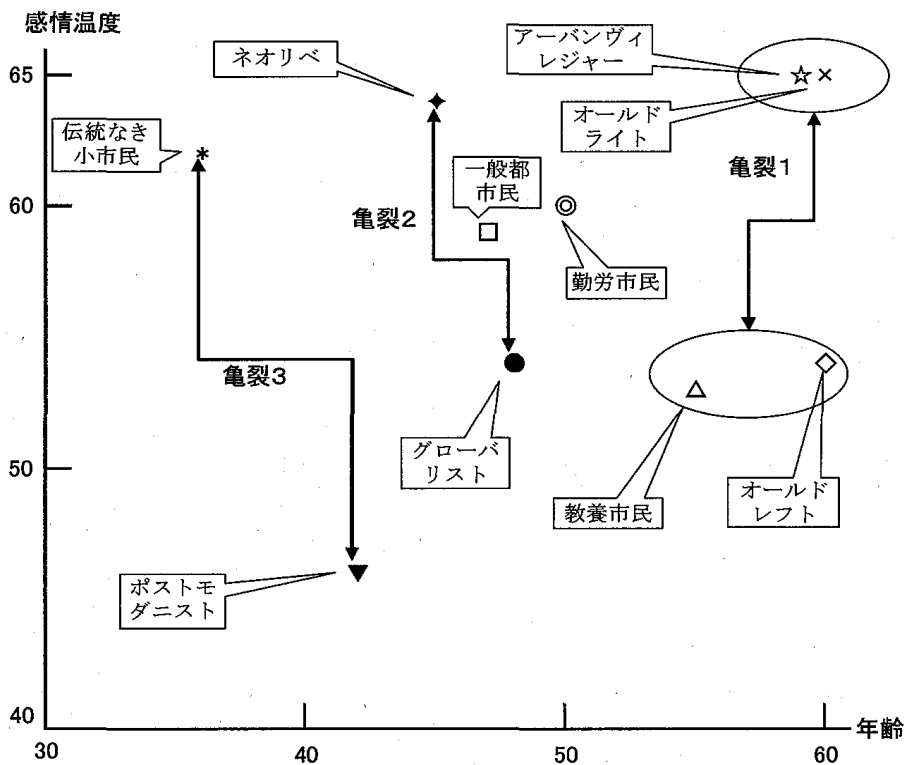 感情温度
65
60
50
40
30
40
50
60
年齢
ネオリベ
アーバンヴィ
レジャー
オールド
ライト
伝統なき
小市民
一般都
市民
亀裂1
亀裂2
勤労市民
亀裂3
グローバ
リスト
教養市民
オールド
レフト
ポストモ
ダニスト